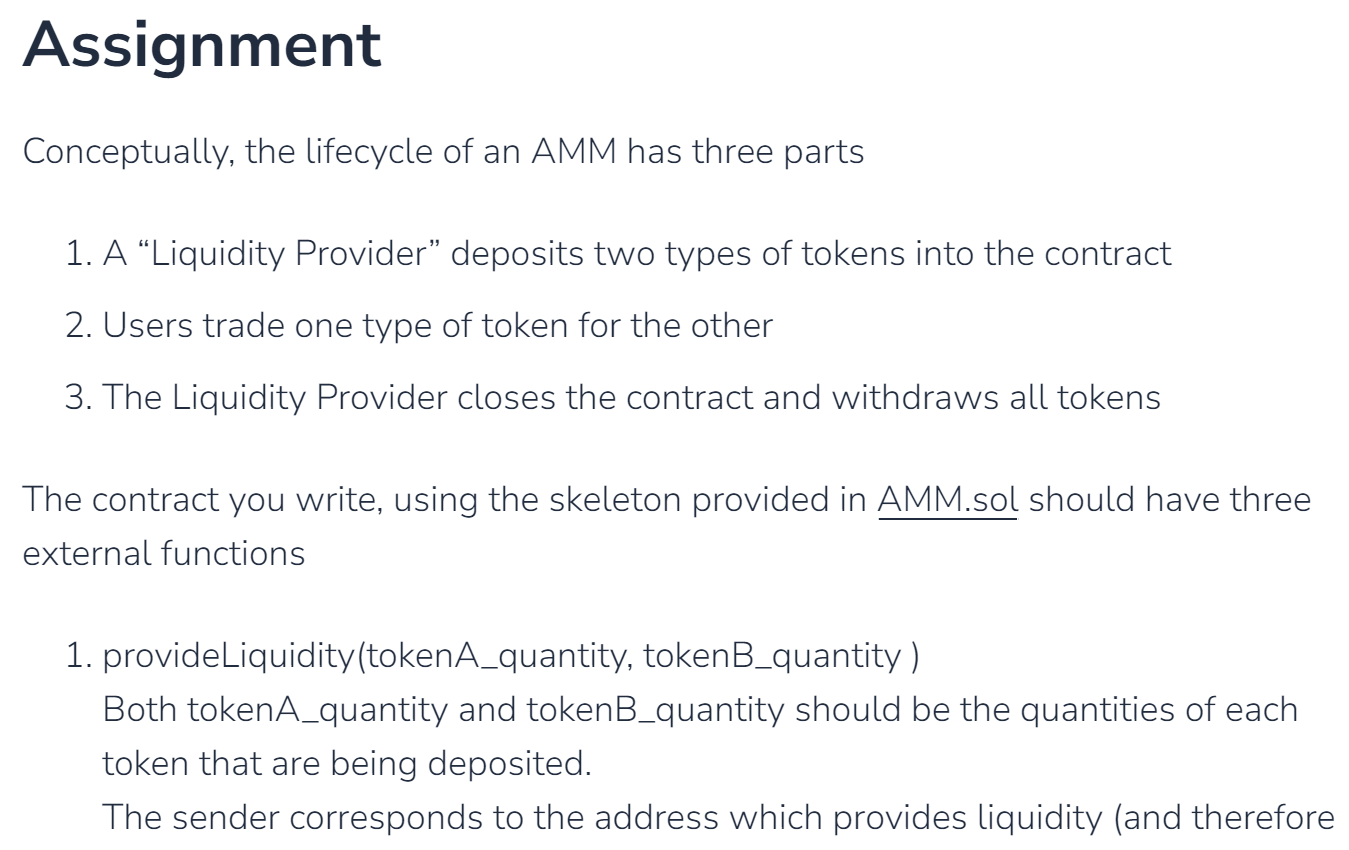 Assignment
Conceptually, the lifecycle of an AMM has three parts
1. A “Liquidity Provider” deposits two types of tokens into the contract
2. Users trade one type of token for the other
3. The Liquidity Provider closes the contract and withdraws all tokens
The contract you write, using the skeleton provided in AMM.sol should have three
external functions
1. provideLiquidity(tokenA_quantity, tokenB_quantity )
Both tokenA_quantity and tokenB_quantity should be the quantities of each
token that are being deposited.
The sender corresponds to the address which provides liquidity (and therefore